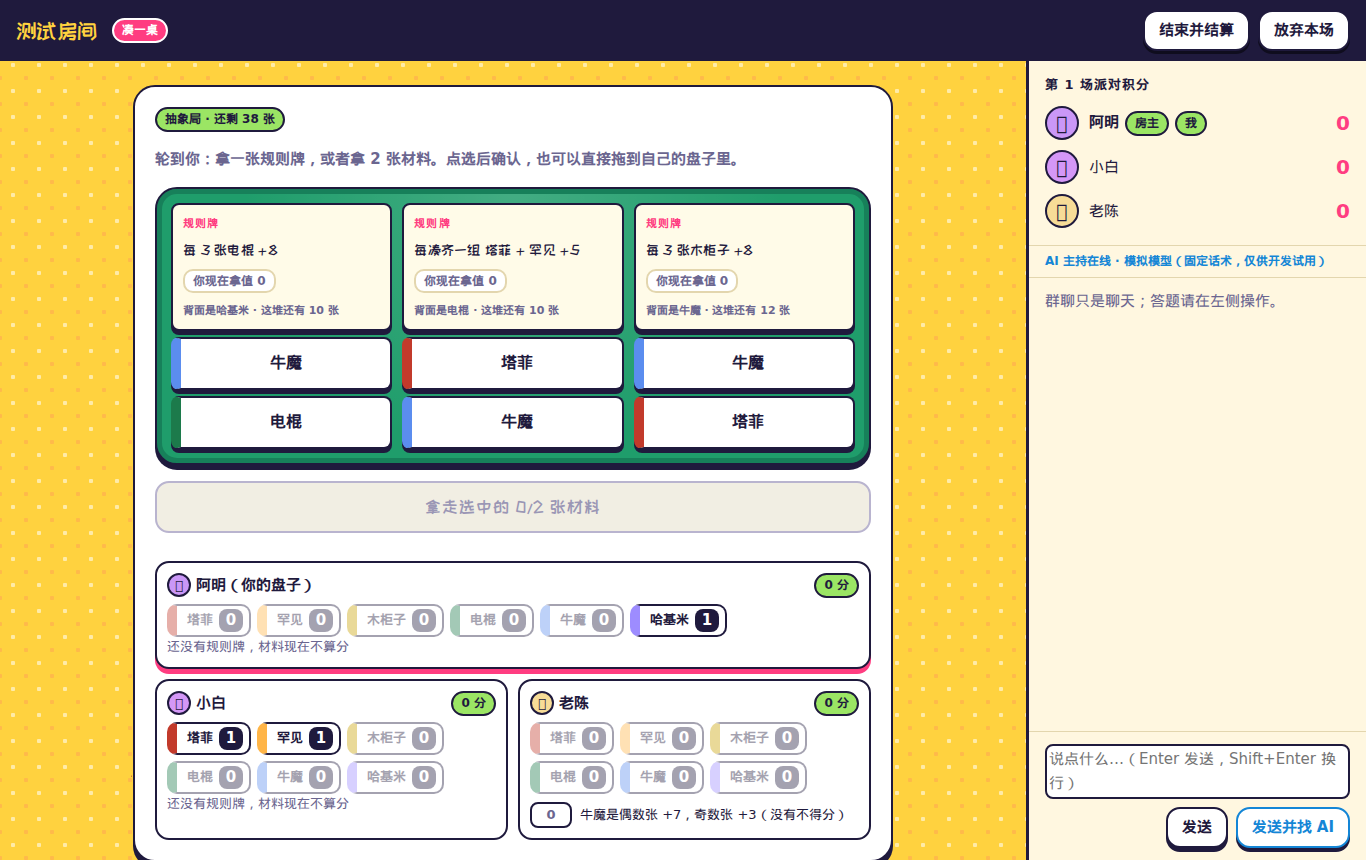 测试房间
凑一桌
结束并结算
放弃本场
抽象局 · 还剩 38 张
轮到你：拿一张规则牌，或者拿 2 张材料。点选后确认，也可以直接拖到自己的盘子里。
规则牌
每 3 张电棍 +8
你现在拿值 0
背面是哈基米 · 这堆还有 10 张
规则牌
每凑齐一组 塔菲 + 罕见 +5
你现在拿值 0
背面是电棍 · 这堆还有 10 张
规则牌
每 3 张木柜子 +8
你现在拿值 0
背面是牛魔 · 这堆还有 12 张
牛魔
塔菲
牛魔
电棍
牛魔
塔菲
拿走选中的 0/2 张材料
阿明（你的盘子）
0 分
塔菲 0
罕见 0
木柜子 0
电棍 0
牛魔 0
哈基米 1
还没有规则牌，材料现在不算分
小白
0 分
塔菲 1
罕见 1
木柜子 0
电棍 0
牛魔 0
哈基米 0
还没有规则牌，材料现在不算分
老陈
0 分
塔菲 0
罕见 0
木柜子 0
电棍 0
牛魔 0
哈基米 0
0 牛魔是偶数张 +7，奇数张 +3（没有不得分）
第 1 场派对积分
阿明 房主 我 0
小白 0
老陈 0
AI 主持在线 · 模拟模型（固定话术，仅供开发试用）
群聊只是聊天；答题请在左侧操作。
说点什么…（Enter 发送，Shift+Enter 换
行）
发送
发送并找 AI